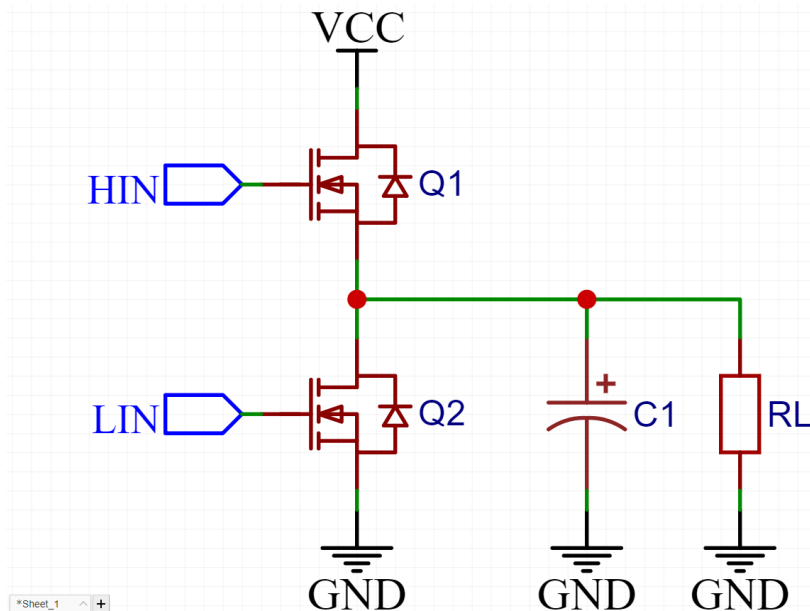 VCC
HIN
Q1
LIN
Q2
+
C1
RL
GND
GND
GND
*Sheet_1
+